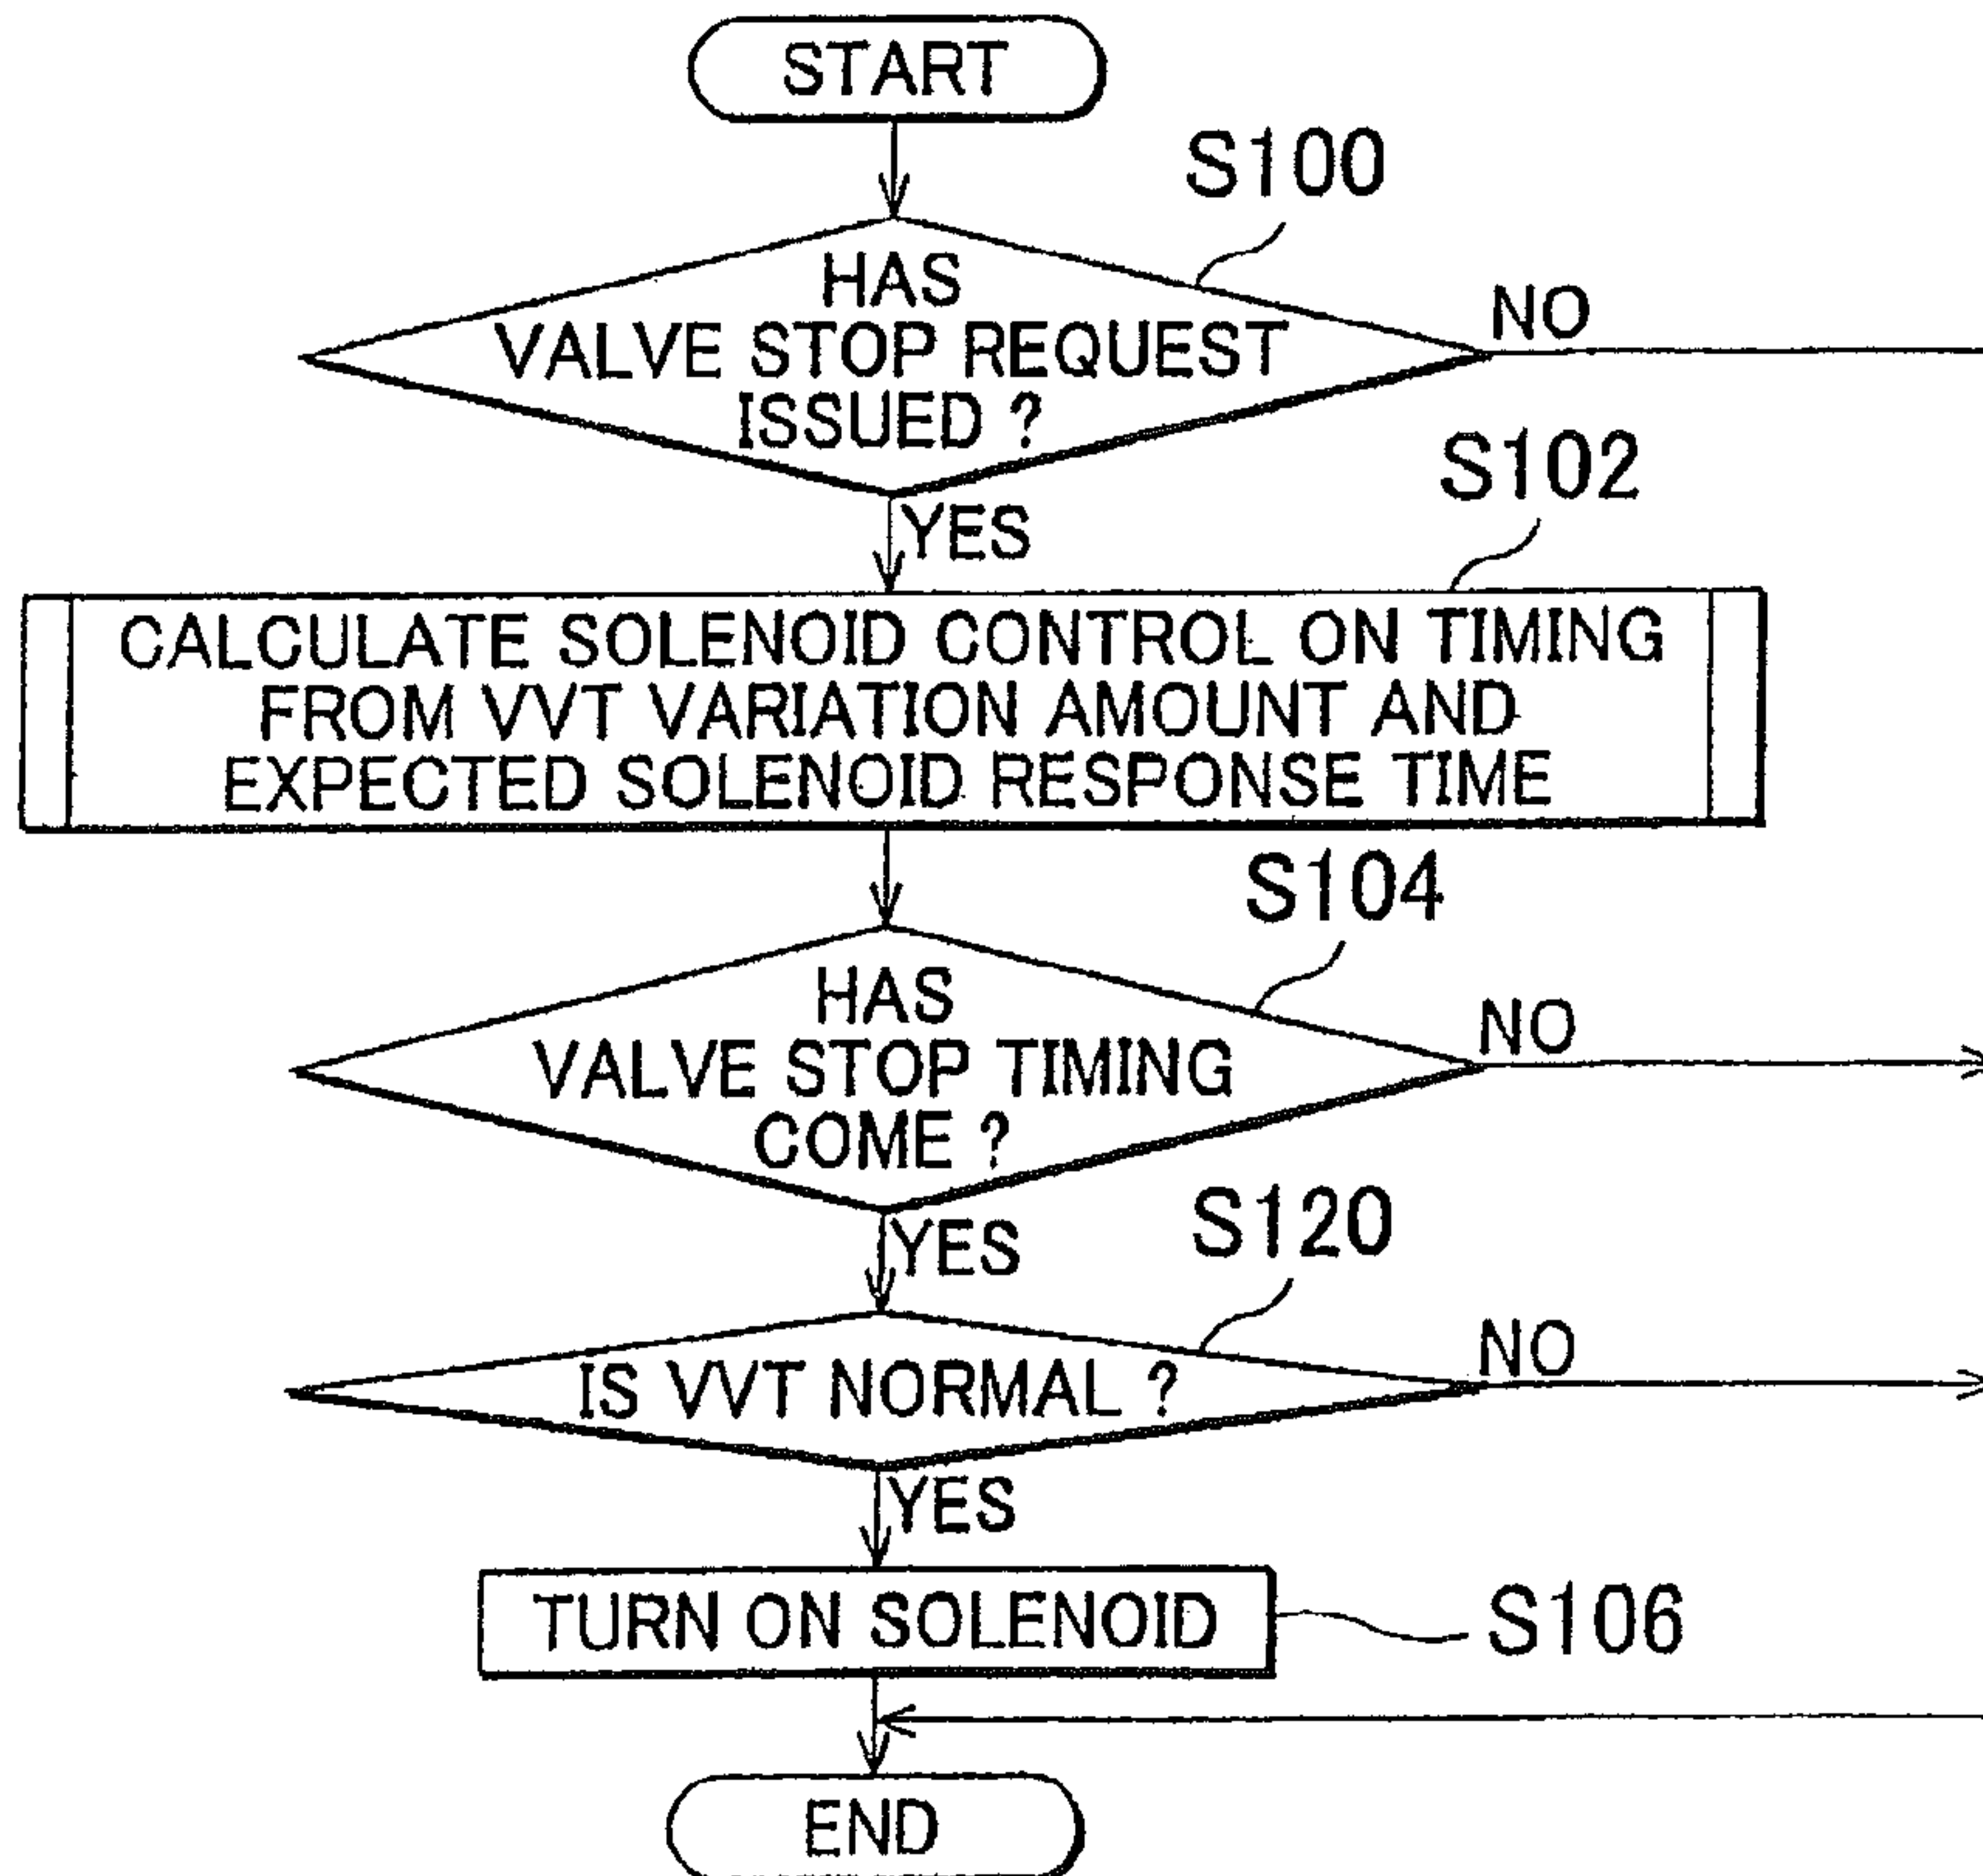 START
S100
HAS
VALVE STOP REQUEST
ISSUED ?
NO
YES
S102
CALCULATE SOLENOID CONTROL ON TIMING
FROM VVT VARIATION AMOUNT AND
EXPECTED SOLENOID RESPONSE TIME
S104
HAS
VALVE STOP TIMING
COME ?
NO
YES
S120
IS VVT NORMAL ?
NO
YES
TURN ON SOLENOID
S106
END